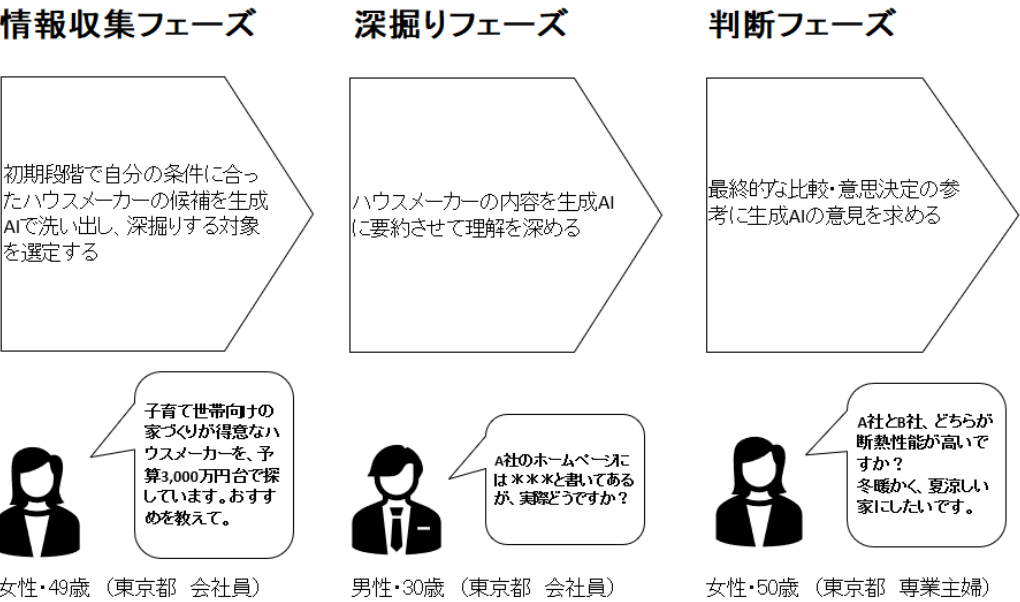 情報収集フェーズ
深掘りフェーズ
判断フェーズ
初期段階で自分の条件に合っ
たハウスメーカーの候補を生成
AIで洗い出し、深掘りする対象
を選定する
ハウスメーカーの内容を生成AI
に要約させて理解を深める
最終的な比較・意思決定の参
考に生成AIの意見を求める
子育て世帯向けの
家づくりが得意なハ
ウスメーカーを、予
算3,000万円台で探
しています。おすす
めを教えて。
A社のホームページに
は＊＊＊と書いてある
が、実際どうですか？
A社とB社、どちらが
断熱性能が高いで
すか？
冬暖かく、夏涼しい
家にしたいです。
女性・49歳 （東京都 会社員）
男性・30歳 （東京都 会社員）
女性・50歳 （東京都 専業主婦）